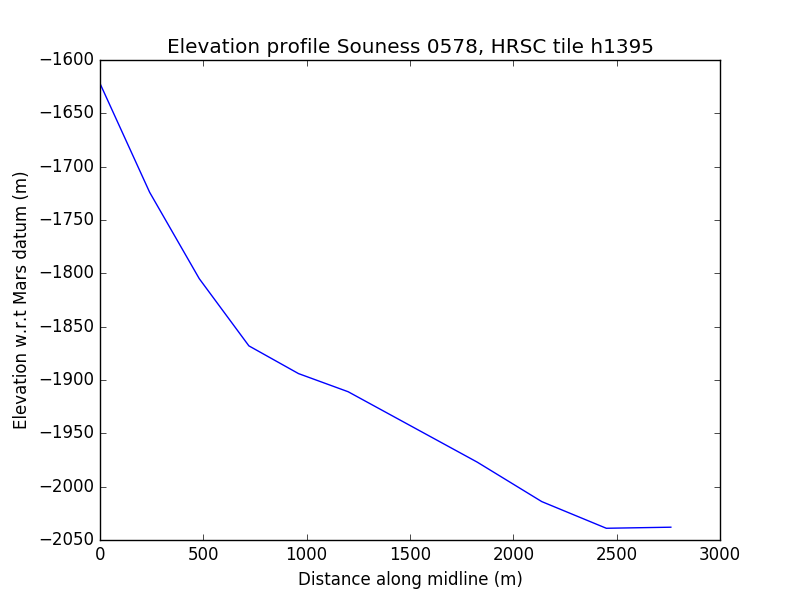 Elevation profile Souness 0578, HRSC tile h1395
−1600
−1650
−1700
−1750
−1800
−1850
−1900
−1950
−2000
−2050
Elevation w.r.t Mars datum (m)
0 500 1000 1500 2000 2500 3000
Distance along midline (m)